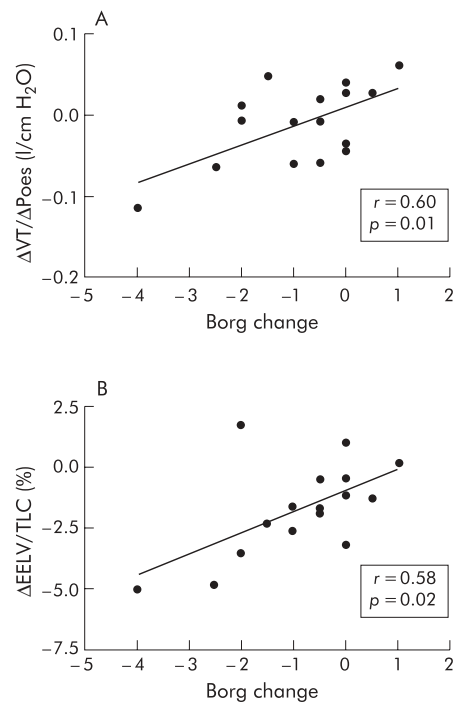 A
0.1
0.0
−0.1
−0.2
ΔVT/ΔPoes (l/cm H₂O)
r = 0.60
p = 0.01
−5 −4 −3 −2 −1 0 1 2
Borg change
B
2.5
0.0
−2.5
−5.0
−7.5
ΔEELV/TLC (%)
r = 0.58
p = 0.02
−5 −4 −3 −2 −1 0 1 2
Borg change